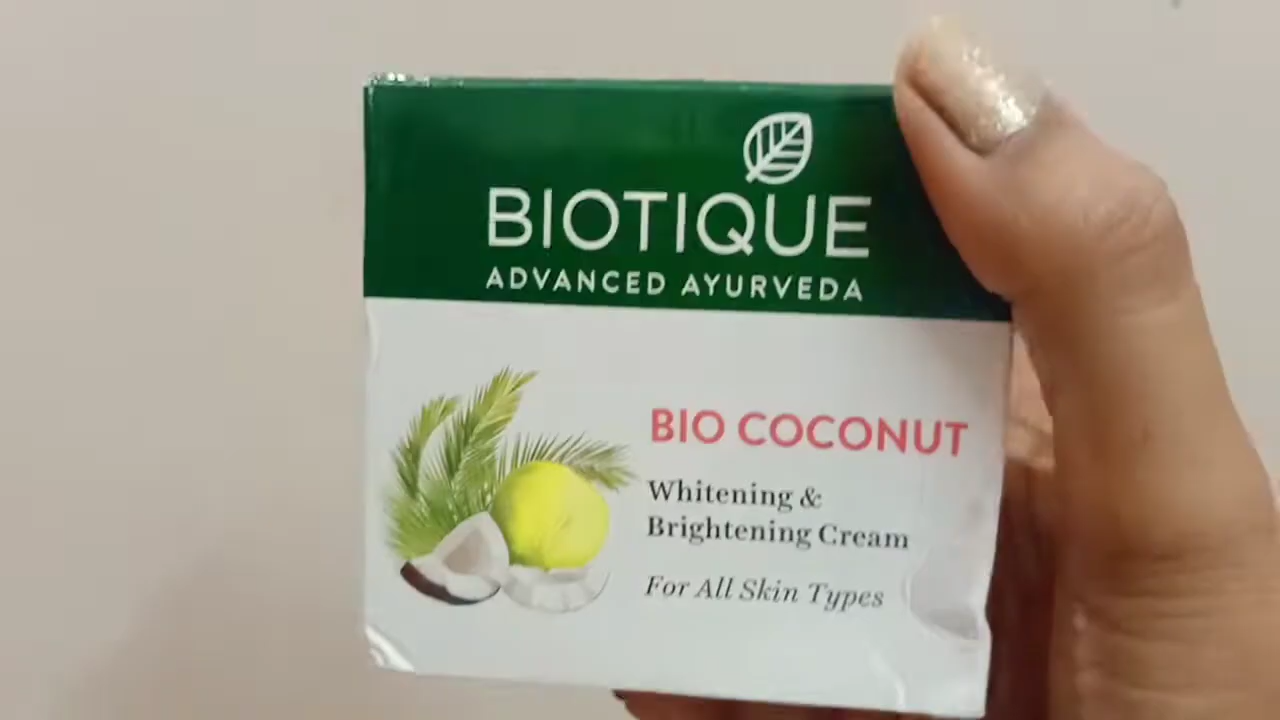 BIOTIQUE
ADVANCED AYURVEDA
BIO COCONUT
Whitening &
Brightening Cream
For All Skin Types